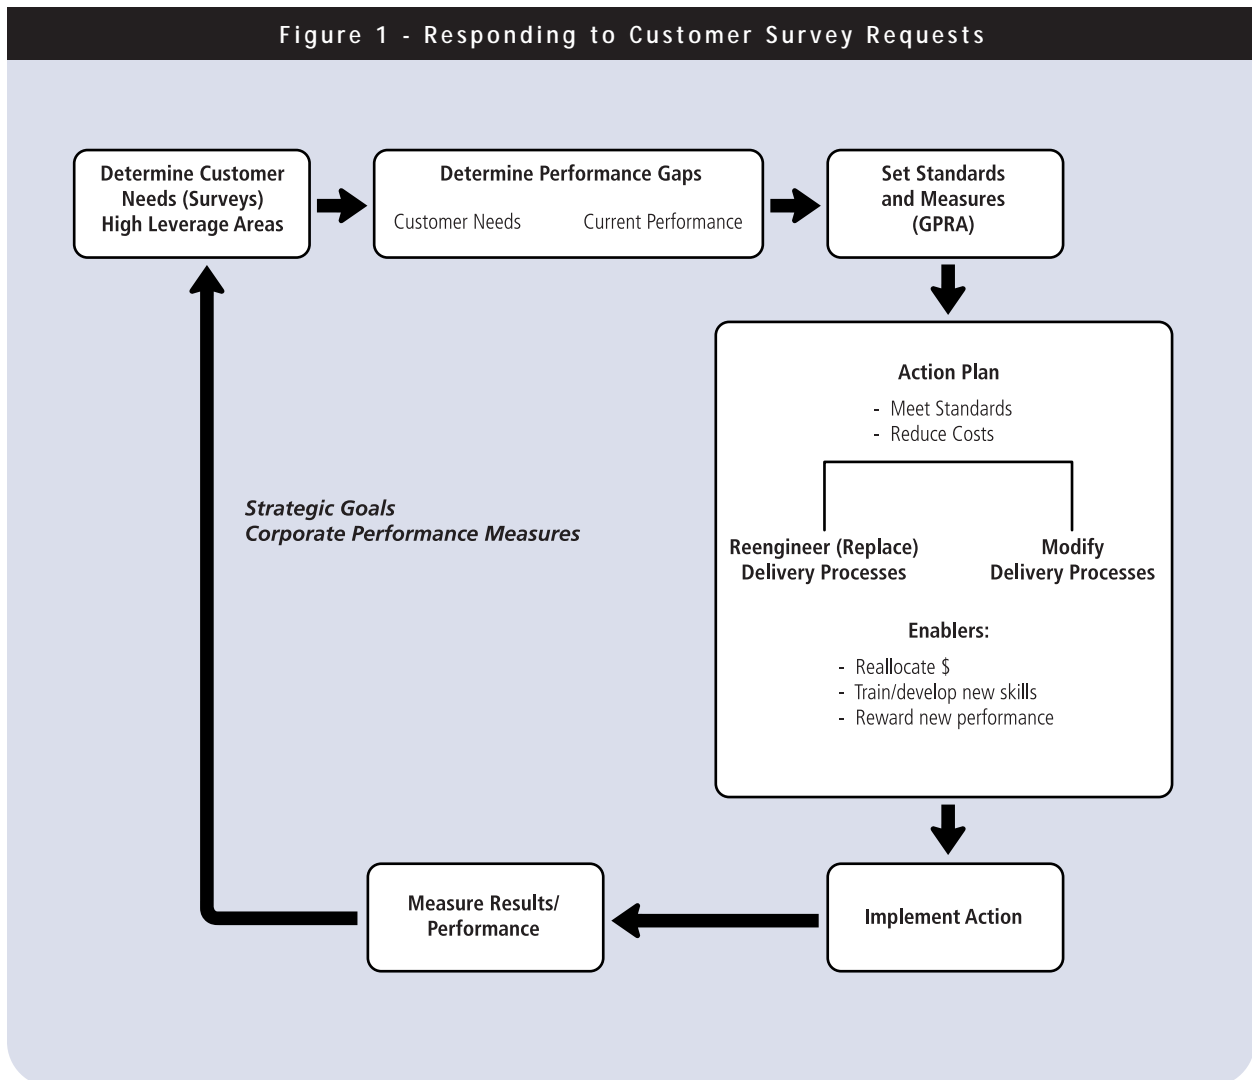 Figure 1 - Responding to Customer Survey Requests
Determine Customer
Needs (Surveys)
High Leverage Areas
Determine Performance Gaps
Customer Needs
Current Performance
Set Standards
and Measures
(GPRA)
Action Plan
- Meet Standards
- Reduce Costs
Reengineer (Replace)
Delivery Processes
Modify
Delivery Processes
Enablers:
- Reallocate $
- Train/develop new skills
- Reward new performance
Strategic Goals
Corporate Performance Measures
Implement Action
Measure Results/
Performance